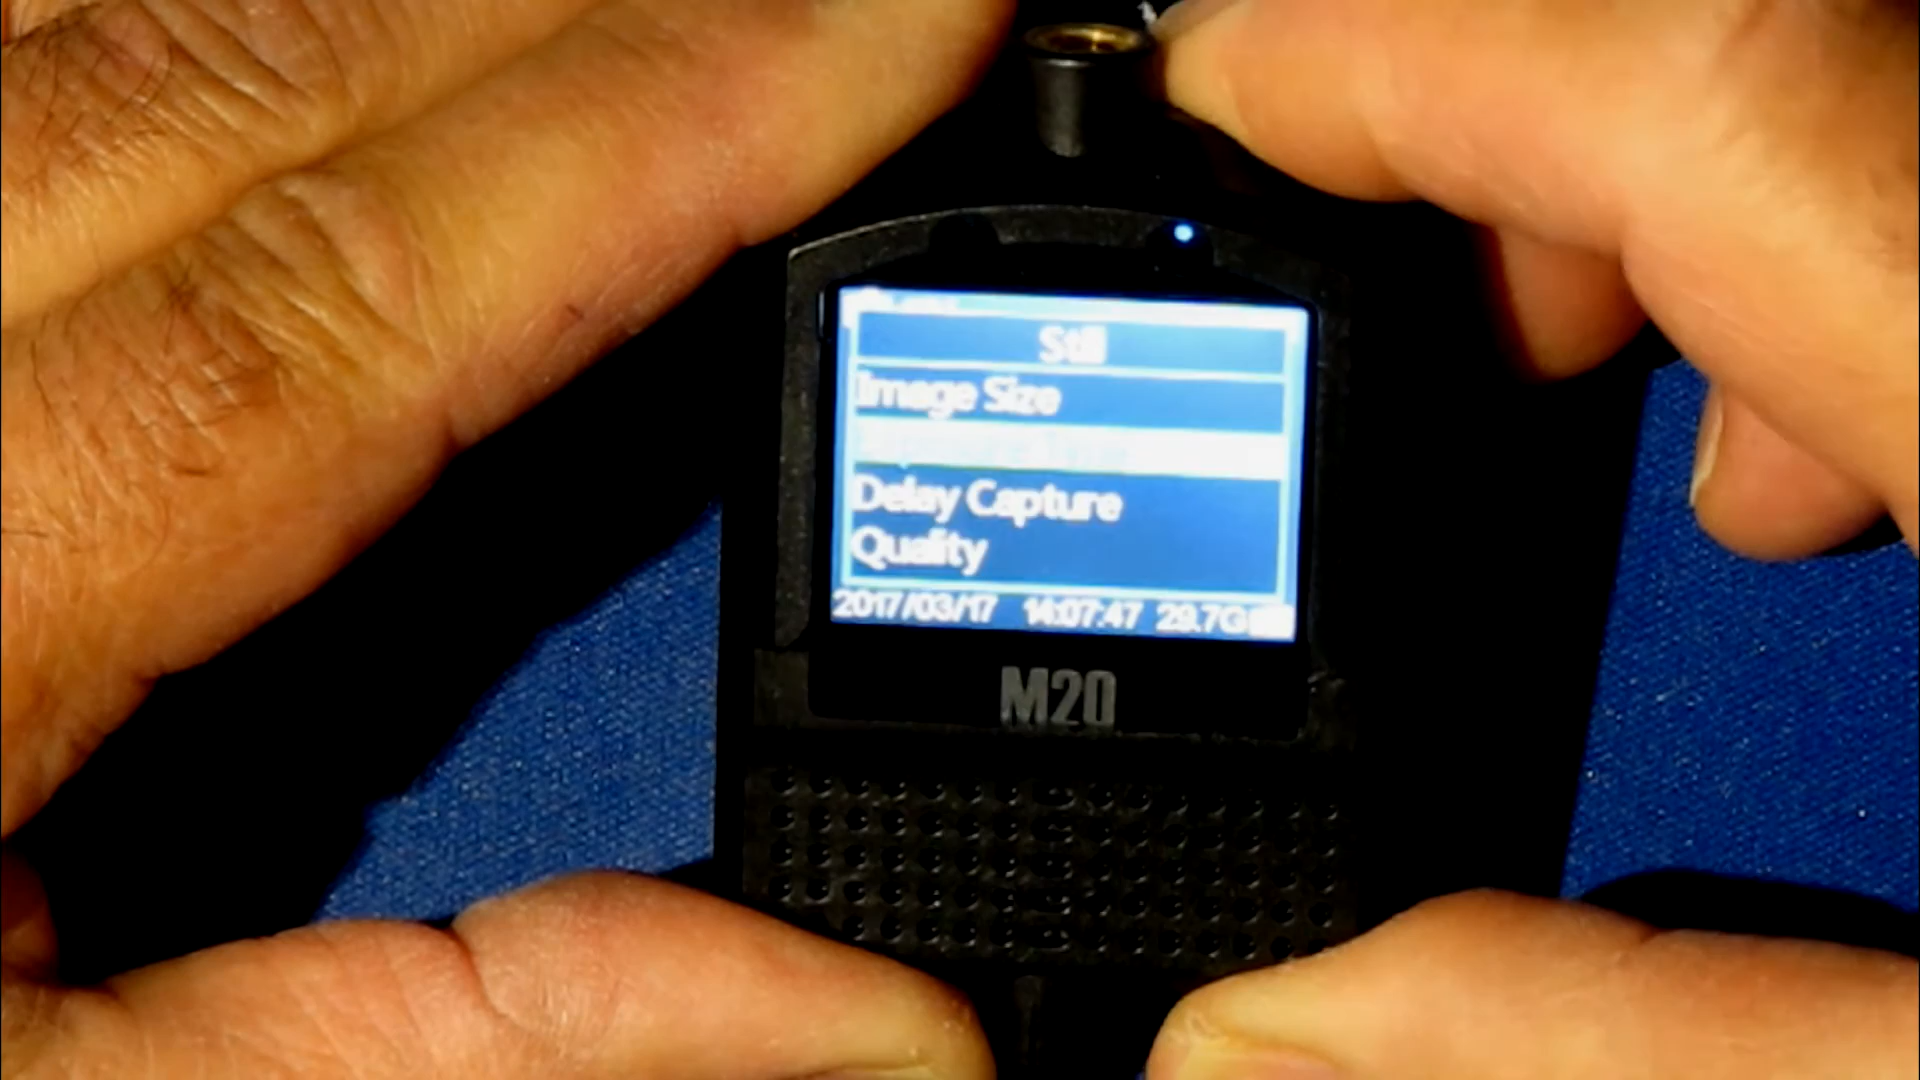 Still
Image Size
Delay Capture
Quality
2017/03/17 14:07:47 29.7G
M20